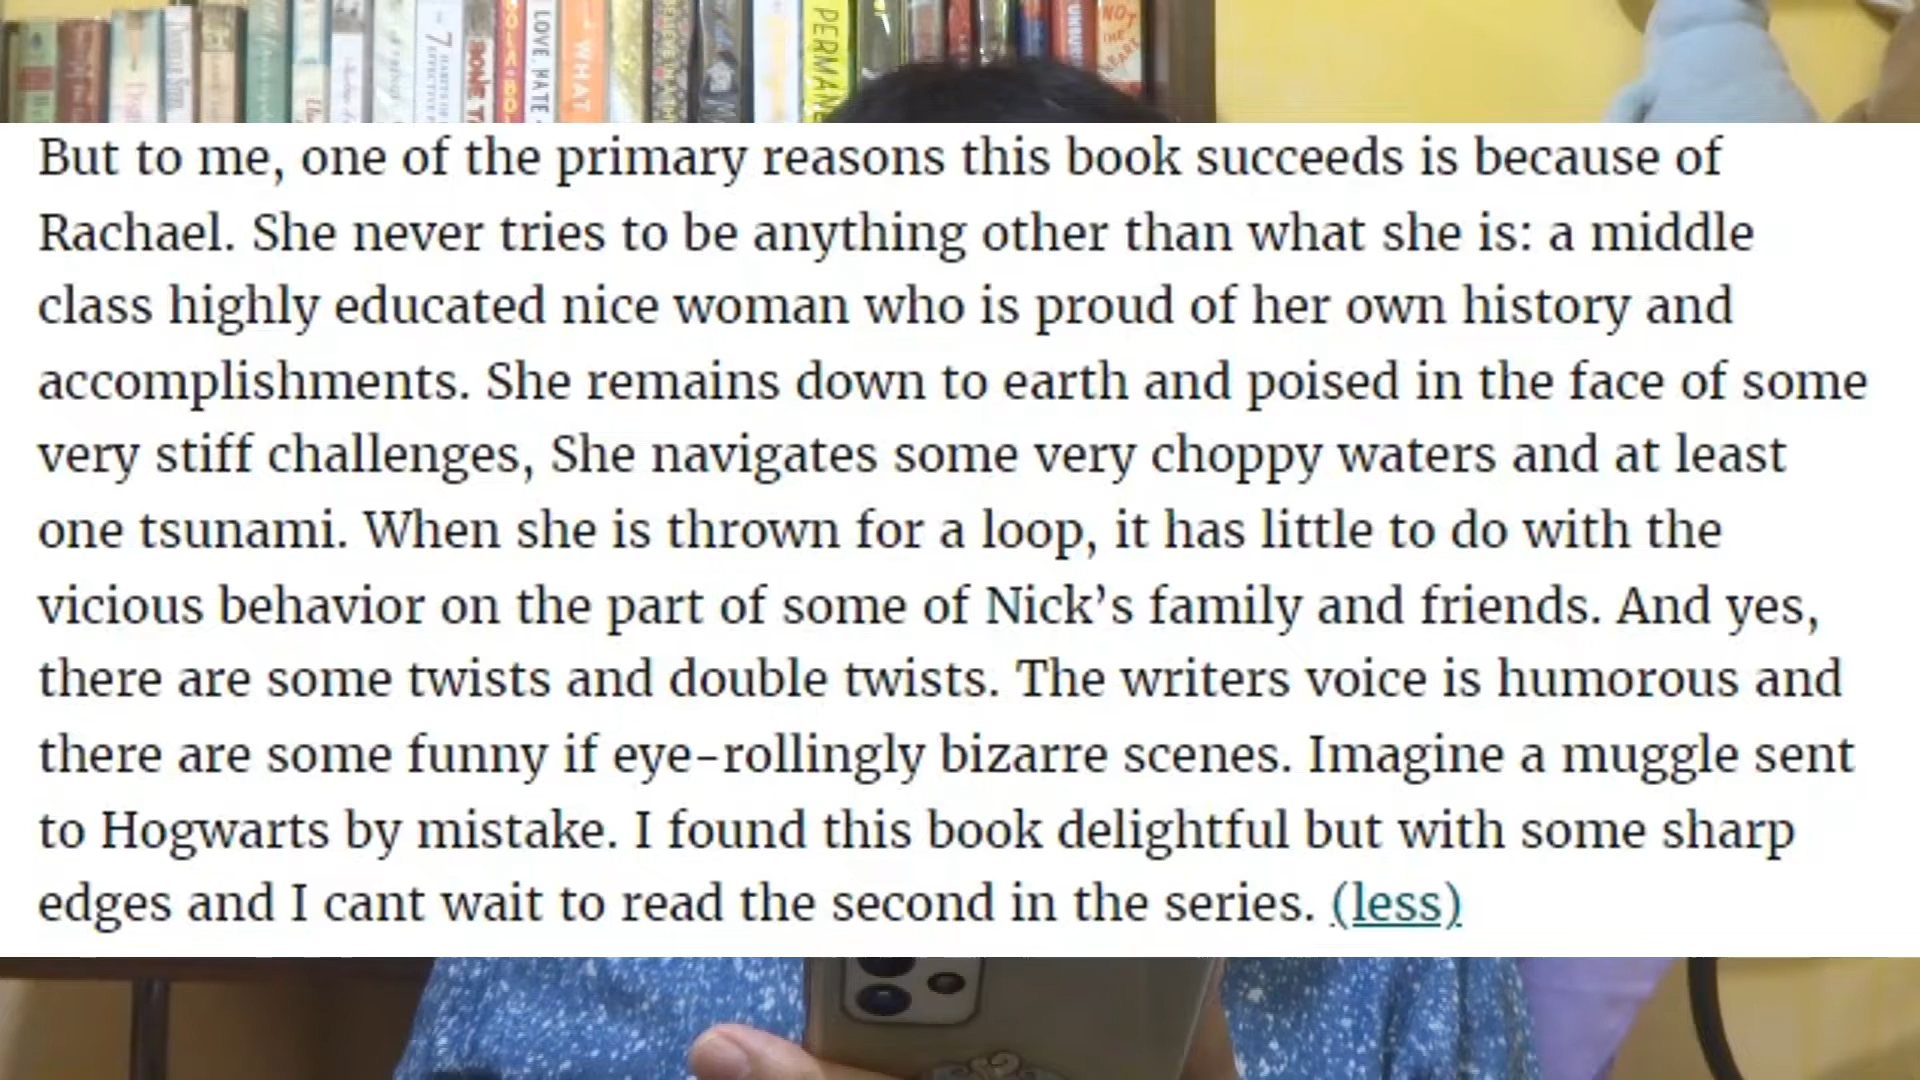 7
LOVE, HATE
WHAT
NOT
But to me, one of the primary reasons this book succeeds is because of
Rachael. She never tries to be anything other than what she is: a middle
class highly educated nice woman who is proud of her own history and
accomplishments. She remains down to earth and poised in the face of some
very stiff challenges, She navigates some very choppy waters and at least
one tsunami. When she is thrown for a loop, it has little to do with the
vicious behavior on the part of some of Nick’s family and friends. And yes,
there are some twists and double twists. The writers voice is humorous and
there are some funny if eye-rollingly bizarre scenes. Imagine a muggle sent
to Hogwarts by mistake. I found this book delightful but with some sharp
edges and I cant wait to read the second in the series. (less)